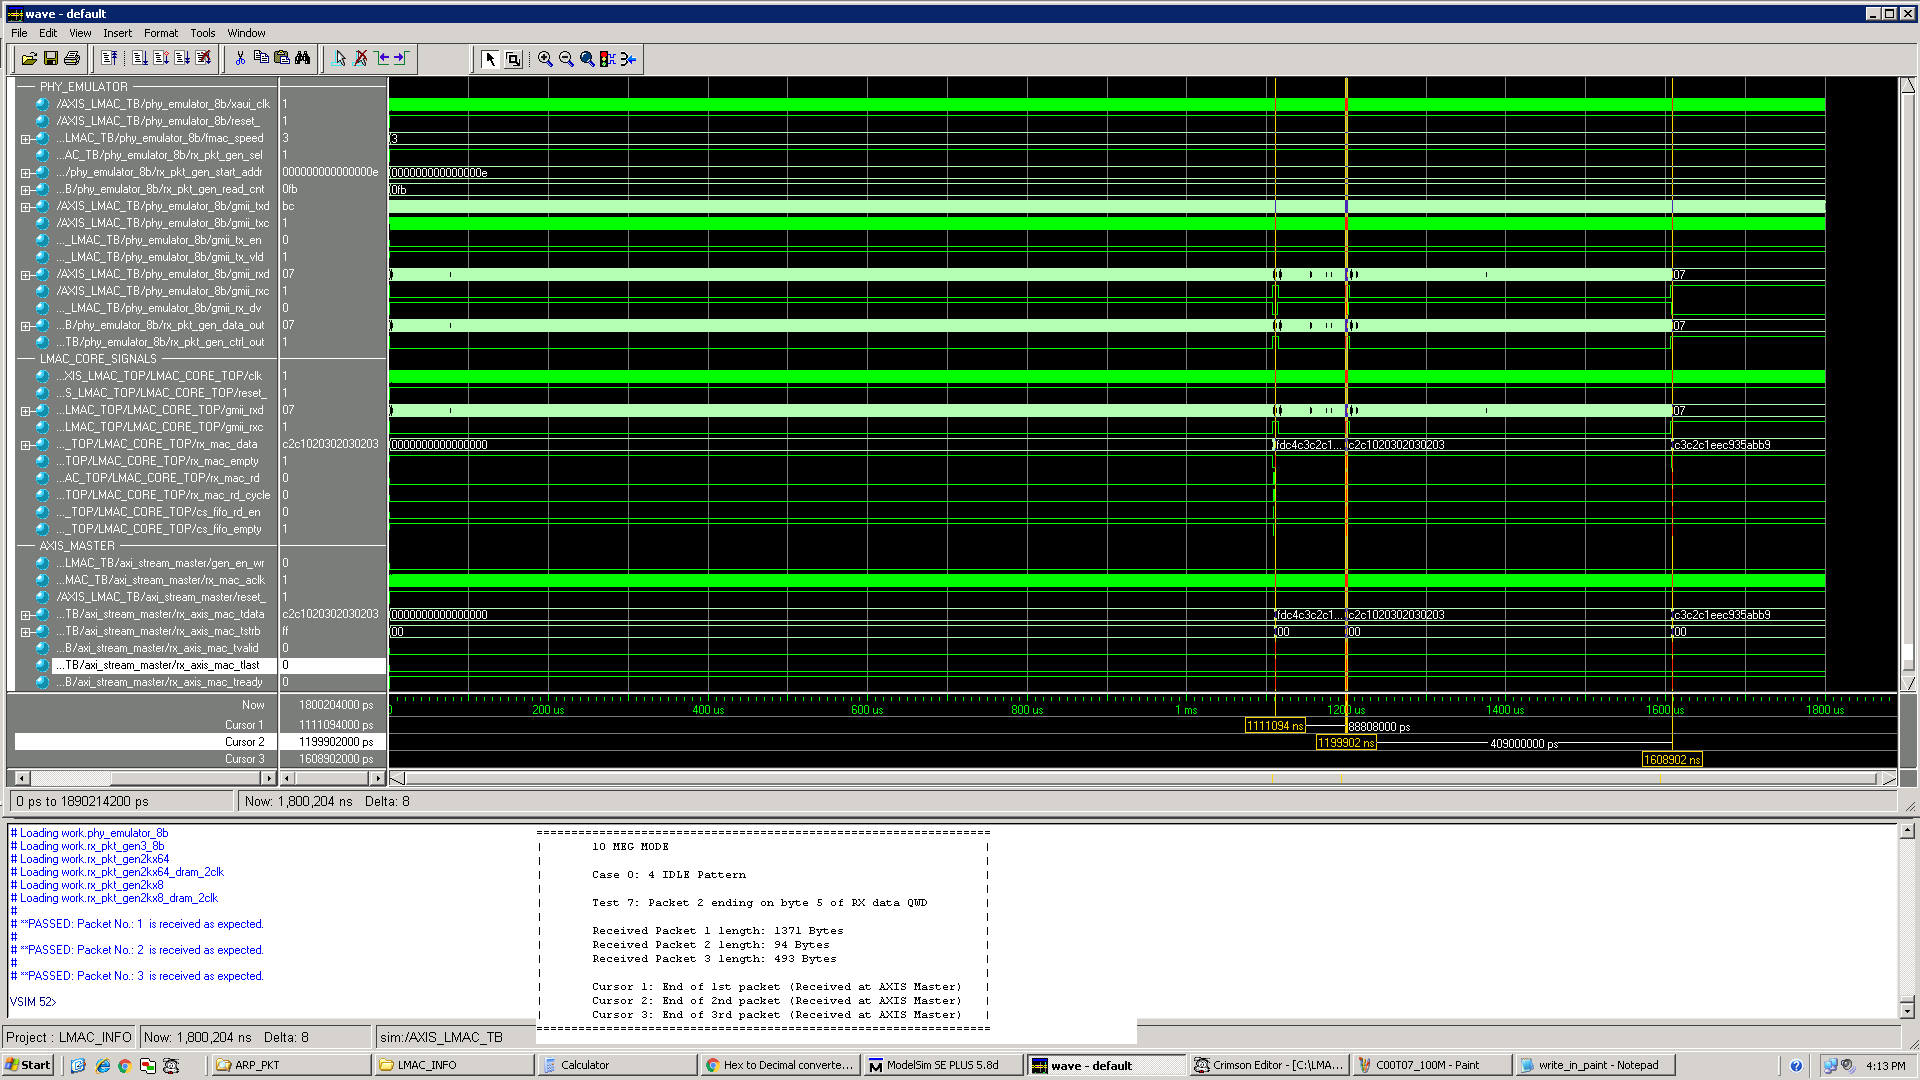 wave - default
File Edit View Insert Format Tools Window
PHY_EMULATOR
/AXIS_LMAC_TB/phy_emulator_8b/xaui_clk 1
/AXIS_LMAC_TB/phy_emulator_8b/reset_ 1
...LMAC_TB/phy_emulator_8b/fmac_speed 3 3
...AC_TB/phy_emulator_8b/rx_pkt_gen_sel 1
.../phy_emulator_8b/rx_pkt_gen_start_addr 000000000000000e 000000000000000e
...B/phy_emulator_8b/rx_pkt_gen_read_cnt 0fb 0fb
/AXIS_LMAC_TB/phy_emulator_8b/gmii_txd bc
/AXIS_LMAC_TB/phy_emulator_8b/gmii_txc 1
..._LMAC_TB/phy_emulator_8b/gmii_tx_en 0
..._LMAC_TB/phy_emulator_8b/gmii_tx_vld 1
/AXIS_LMAC_TB/phy_emulator_8b/gmii_rxd 07 07
/AXIS_LMAC_TB/phy_emulator_8b/gmii_rxc 1
..._LMAC_TB/phy_emulator_8b/gmii_rx_dv 0
...B/phy_emulator_8b/rx_pkt_gen_data_out 07 07
...TB/phy_emulator_8b/rx_pkt_gen_ctrl_out 1
LMAC_CORE_SIGNALS
...XIS_LMAC_TOP/LMAC_CORE_TOP/clk 1
...S_LMAC_TOP/LMAC_CORE_TOP/reset_ 1
...LMAC_TOP/LMAC_CORE_TOP/gmii_rxd 07 07
...LMAC_TOP/LMAC_CORE_TOP/gmii_rxc 1
..._TOP/LMAC_CORE_TOP/rx_mac_data c2c1020302030203 0000000000000000 fdc4c3c2c1... c2c1020302030203 c3c2c1eec935abb9
...TOP/LMAC_CORE_TOP/rx_mac_empty 1
...AC_TOP/LMAC_CORE_TOP/rx_mac_rd 0
...TOP/LMAC_CORE_TOP/rx_mac_rd_cycle 0
..._TOP/LMAC_CORE_TOP/cs_fifo_rd_en 0
..._TOP/LMAC_CORE_TOP/cs_fifo_empty 1
AXIS_MASTER
...LMAC_TB/axi_stream_master/gen_en_wr 0
...MAC_TB/axi_stream_master/rx_mac_aclk 1
/AXIS_LMAC_TB/axi_stream_master/reset_ 1
...TB/axi_stream_master/rx_axis_mac_tdata c2c1020302030203 0000000000000000 fdc4c3c2c1... c2c1020302030203 c3c2c1eec935abb9
...TB/axi_stream_master/rx_axis_mac_tstrb ff 00 00 00 00
...B/axi_stream_master/rx_axis_mac_tvalid 0
...TB/axi_stream_master/rx_axis_mac_tlast 0
...B/axi_stream_master/rx_axis_mac_tready 0
Now 1800204000 ps 200 us 400 us 600 us 800 us 1 ms 1200 us 1400 us 1600 us 1800 us
Cursor 1 1111094000 ps 1111094 ns 88808000 ps
Cursor 2 1199902000 ps 1199902 ns 409000000 ps
Cursor 3 1608902000 ps 1608902 ns
0 ps to 1890214200 ps Now: 1,800,204 ns Delta: 8
# Loading work.phy_emulator_8b
# Loading work.rx_pkt_gen3_8b
# Loading work.rx_pkt_gen2kx64
# Loading work.rx_pkt_gen2kx64_dram_2clk
# Loading work.rx_pkt_gen2kx8
# Loading work.rx_pkt_gen2kx8_dram_2clk
#
# **PASSED: Packet No.: 1 is received as expected.
#
# **PASSED: Packet No.: 2 is received as expected.
#
# **PASSED: Packet No.: 3 is received as expected.
VSIM 52>
10 MEG MODE
Case 0: 4 IDLE Pattern
Test 7: Packet 2 ending on byte 5 of RX data QWD
Received Packet 1 length: 1371 Bytes
Received Packet 2 length: 94 Bytes
Received Packet 3 length: 493 Bytes
Cursor 1: End of 1st packet (Received at AXIS Master)
Cursor 2: End of 2nd packet (Received at AXIS Master)
Cursor 3: End of 3rd packet (Received at AXIS Master)
Project : LMAC_INFO Now: 1,800,204 ns Delta: 8 sim:/AXIS_LMAC_TB
Start ARP_PKT LMAC_INFO Calculator Hex to Decimal converte... ModelSim SE PLUS 5.8d wave - default Crimson Editor - [C:\LMA... C00T07_100M - Paint write_in_paint - Notepad 4:13 PM